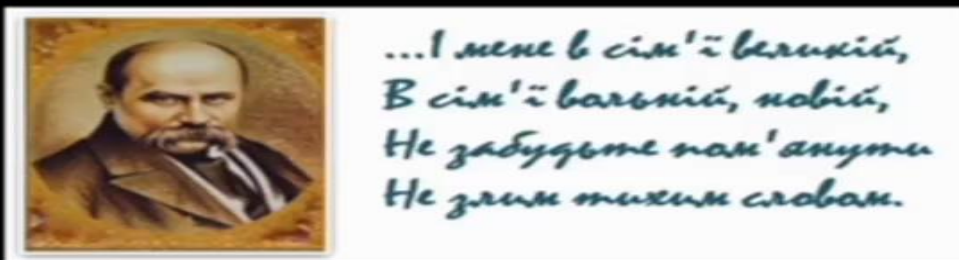 ...І мене в сім'ї великій,
В сім'ї вольній, новій,
Не забудьте пом'янути
Не злим тихим словом.